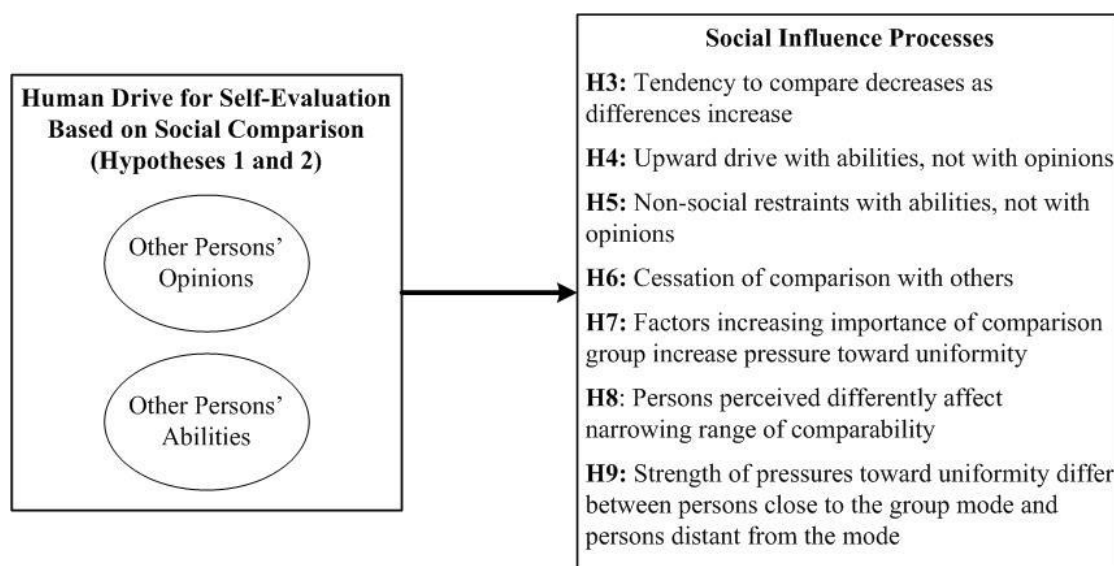 Human Drive for Self-Evaluation
Based on Social Comparison
(Hypotheses 1 and 2)
Other Persons’
Opinions
Other Persons’
Abilities
Social Influence Processes
H3: Tendency to compare decreases as
differences increase
H4: Upward drive with abilities, not with opinions
H5: Non-social restraints with abilities, not with
opinions
H6: Cessation of comparison with others
H7: Factors increasing importance of comparison
group increase pressure toward uniformity
H8: Persons perceived differently affect
narrowing range of comparability
H9: Strength of pressures toward uniformity differ
between persons close to the group mode and
persons distant from the mode